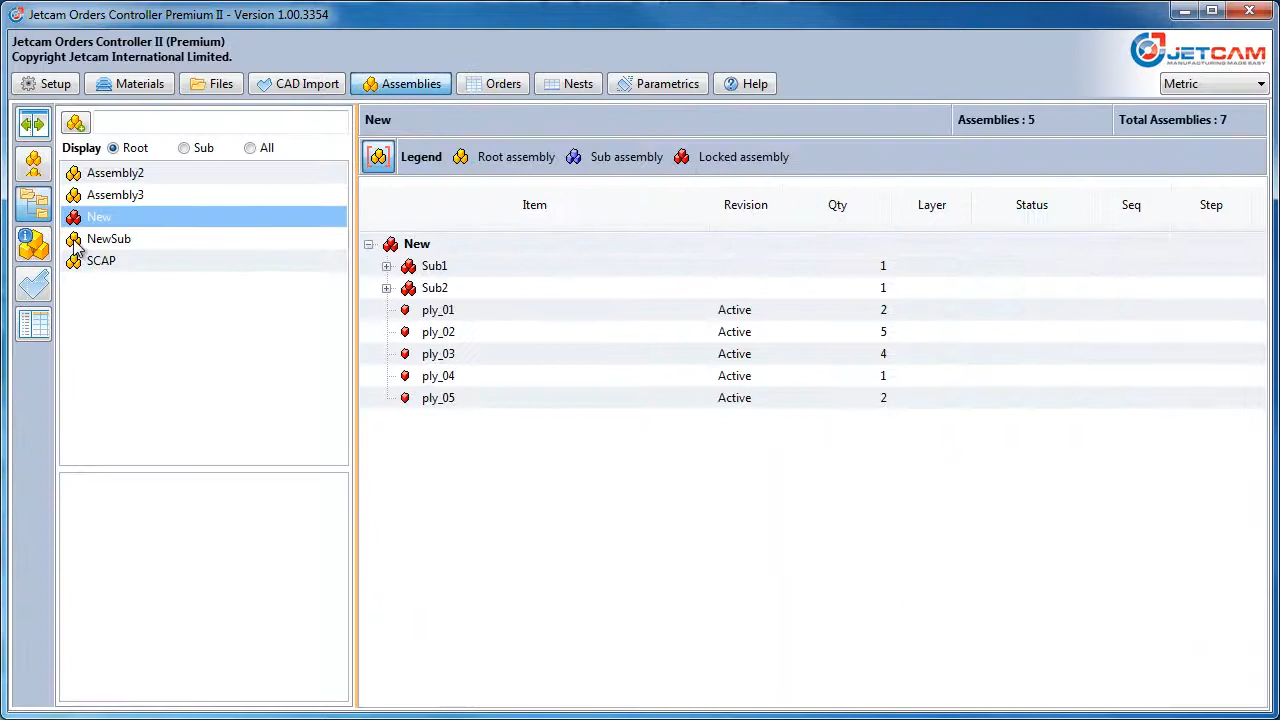 Jetcam Orders Controller Premium II - Version 1.00.3354
Jetcam Orders Controller II (Premium)
Copyright Jetcam International Limited.
JETCAM
MANUFACTURING MADE EASY
Setup Materials Files CAD Import Assemblies Orders Nests Parametrics Help Metric
New Assemblies : 5 Total Assemblies : 7
Display Root Sub All
Legend Root assembly Sub assembly Locked assembly
Assembly2
Assembly3
New
NewSub
SCAP
Item Revision Qty Layer Status Seq Step
New
Sub1 1
Sub2 1
ply_01 Active 2
ply_02 Active 5
ply_03 Active 4
ply_04 Active 1
ply_05 Active 2